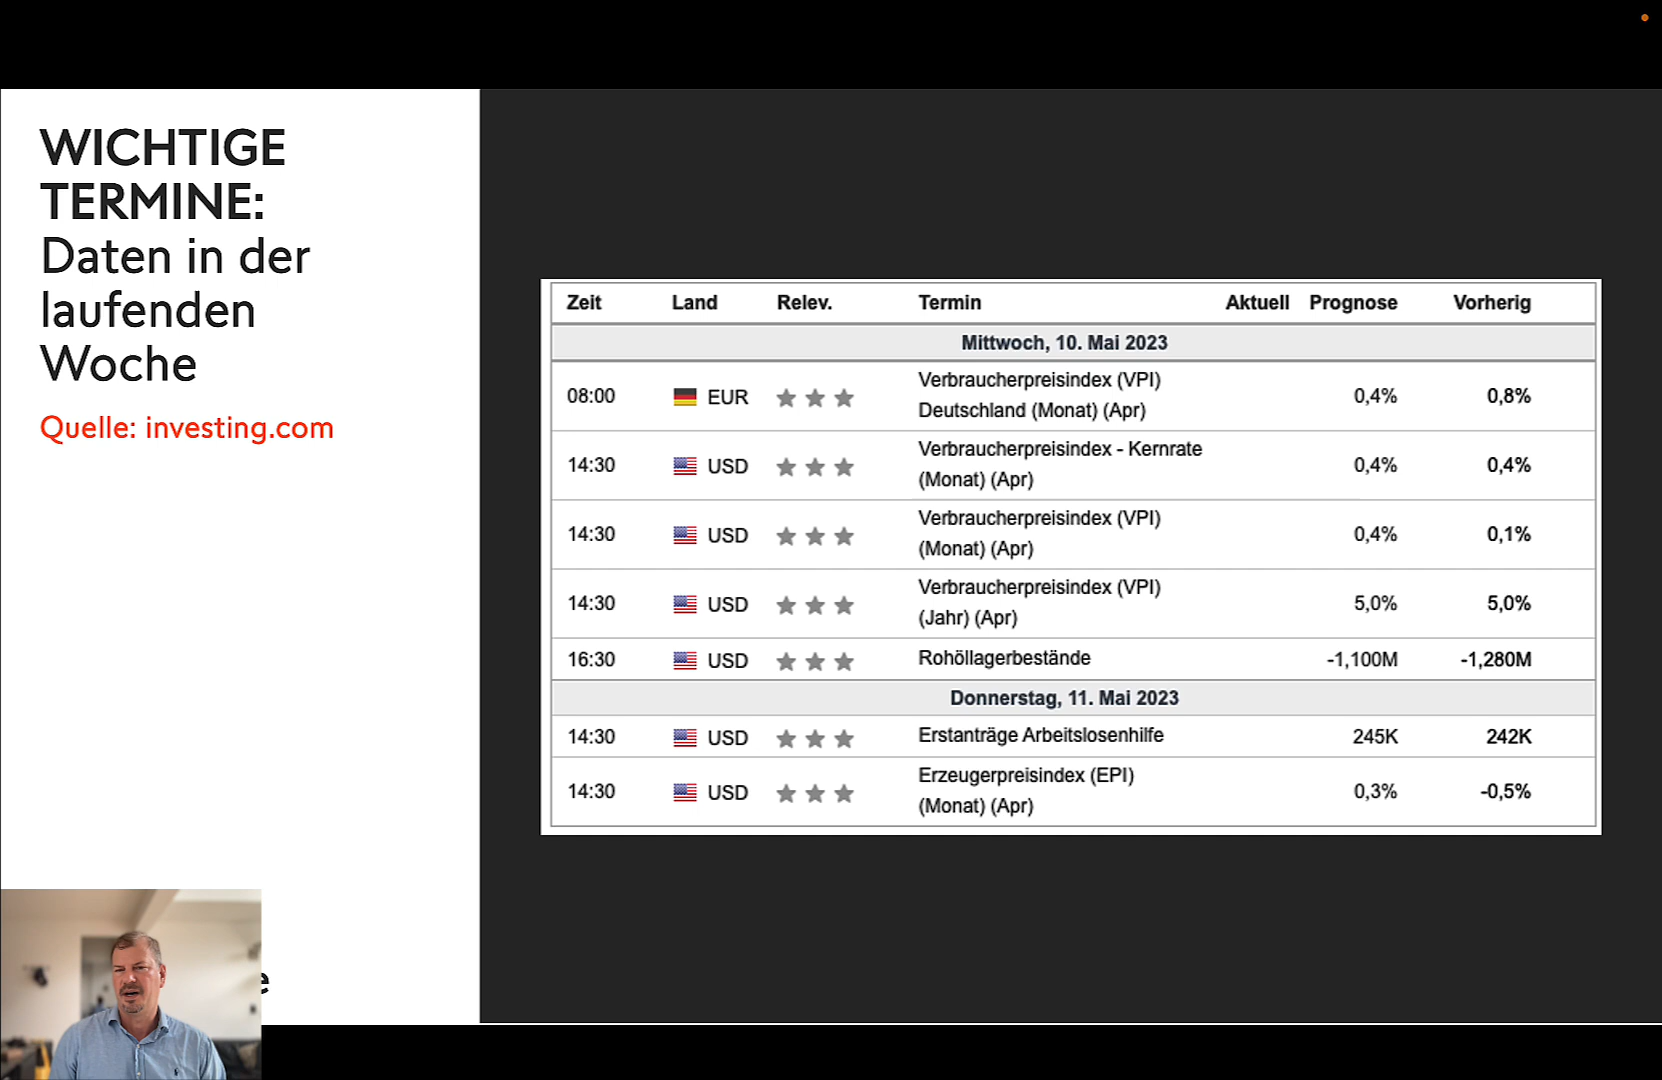 WICHTIGE
TERMINE:
Daten in der
laufenden
Woche
Quelle: investing.com
Zeit Land Relev. Termin Aktuell Prognose Vorherig
Mittwoch, 10. Mai 2023
08:00 EUR Verbraucherpreisindex (VPI) 0,4% 0,8%
Deutschland (Monat) (Apr)
14:30 USD Verbraucherpreisindex - Kernrate 0,4% 0,4%
(Monat) (Apr)
14:30 USD Verbraucherpreisindex (VPI) 0,4% 0,1%
(Monat) (Apr)
14:30 USD Verbraucherpreisindex (VPI) 5,0% 5,0%
(Jahr) (Apr)
16:30 USD Rohöllagerbestände -1,100M -1,280M
Donnerstag, 11. Mai 2023
14:30 USD Erstanträge Arbeitslosenhilfe 245K 242K
14:30 USD Erzeugerpreisindex (EPI) 0,3% -0,5%
(Monat) (Apr)